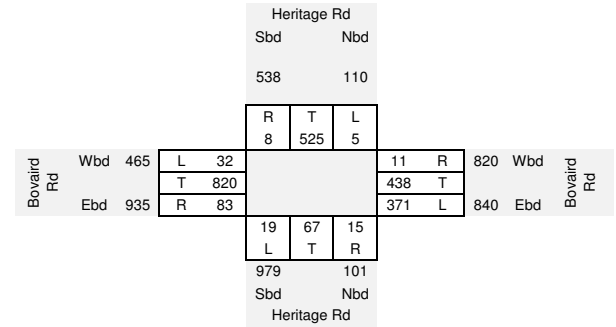 Heritage Rd
Sbd Nbd
538 110
R T L
8 525 5
Bovaird Rd
Wbd 465 L 32 11 R 820 Wbd
T 820 438 T
Ebd 935 R 83 371 L 840 Ebd
Bovaird Rd
19 67 15
L T R
979 101
Sbd Nbd
Heritage Rd